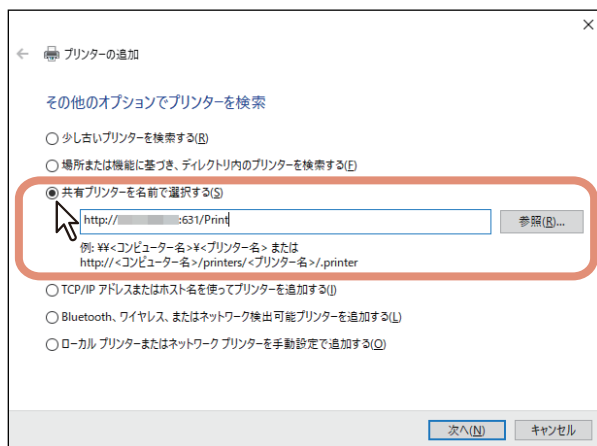 プリンターの追加
その他のオプションでプリンターを検索
少し古いプリンターを検索する(R)
場所または機能に基づき、ディレクトリ内のプリンターを検索する(F)
共有プリンターを名前で選択する(S)
http:// :631/Print
参照(R)...
例: ¥¥<コンピューター名>¥<プリンター名> または
http://<コンピューター名>/printers/<プリンター名>/.printer
TCP/IP アドレスまたはホスト名を使ってプリンターを追加する(I)
Bluetooth、ワイヤレス、またはネットワーク検出可能プリンターを追加する(L)
ローカル プリンターまたはネットワーク プリンターを手動設定で追加する(O)
次へ(N)
キャンセル